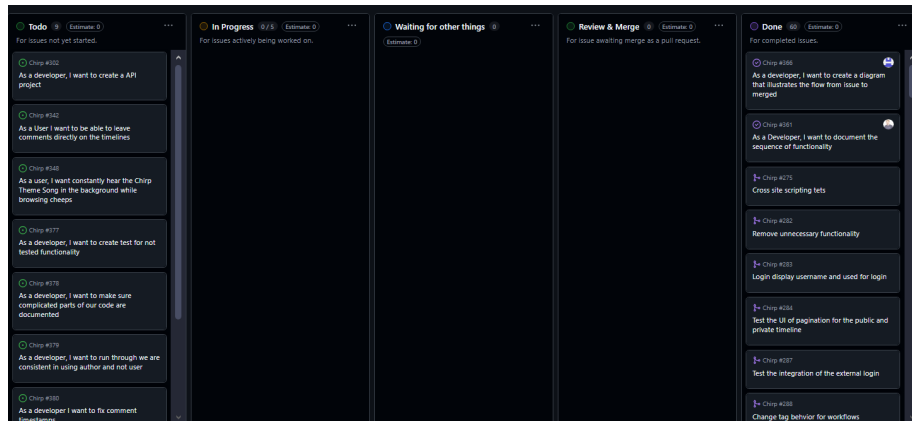 Todo 9 Estimate: 0
For issues not yet started.
Chirp #302
As a developer, I want to create a API
project
Chirp #342
As a User I want to be able to leave
comments directly on the timelines
Chirp #348
As a user, I want constantly hear the Chirp
Theme Song in the background while
browsing cheeps
Chirp #377
As a developer, I want to create test for not
tested functionality
Chirp #378
As a developer, I want to make sure
complicated parts of our code are
documented
Chirp #379
As a developer, I want to run through we are
consistent in using author and not user
Chirp #380
As a developer I want to fix comment
timestamps
In Progress 0 / 5 Estimate: 0
For issues actively being worked on.
Waiting for other things 0
Estimate: 0
Review & Merge 0 Estimate: 0
For issue awaiting merge as a pull request.
Done 60 Estimate: 0
For completed issues.
Chirp #366
As a developer, I want to create a diagram
that illustrates the flow from issue to
merged
Chirp #381
As a Developer, I want to document the
sequence of functionality
Chirp #275
Cross site scripting tets
Chirp #282
Remove unnecessary functionality
Chirp #283
Login display username and used for login
Chirp #284
Test the UI of pagination for the public and
private timeline
Chirp #287
Test the integration of the external login
Chirp #288
Change tag behvior for workflows